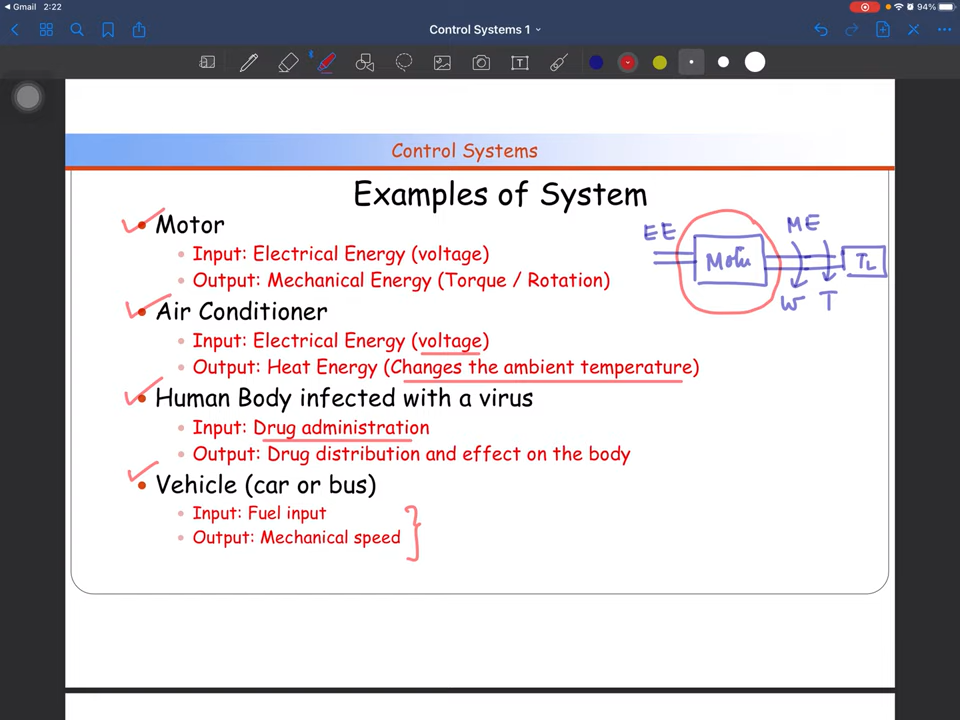 Gmail 2:22 94%
Control Systems 1
Control Systems
Examples of System
• Motor
• Input: Electrical Energy (voltage)
• Output: Mechanical Energy (Torque / Rotation)
• Air Conditioner
• Input: Electrical Energy (voltage)
• Output: Heat Energy (Changes the ambient temperature)
• Human Body infected with a virus
• Input: Drug administration
• Output: Drug distribution and effect on the body
• Vehicle (car or bus)
• Input: Fuel input
• Output: Mechanical speed
EE
Motor
ME
TL
W T